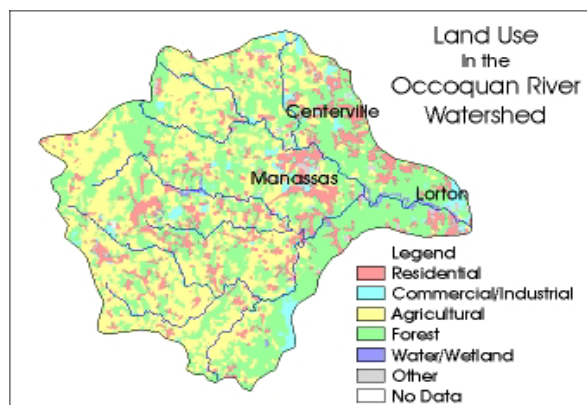 Land Use
In the
Occoquan River
Watershed
Centerville
Manassas
Lorton
Legend
Residential
Commercial/Industrial
Agricultural
Forest
Water/Wetland
Other
No Data